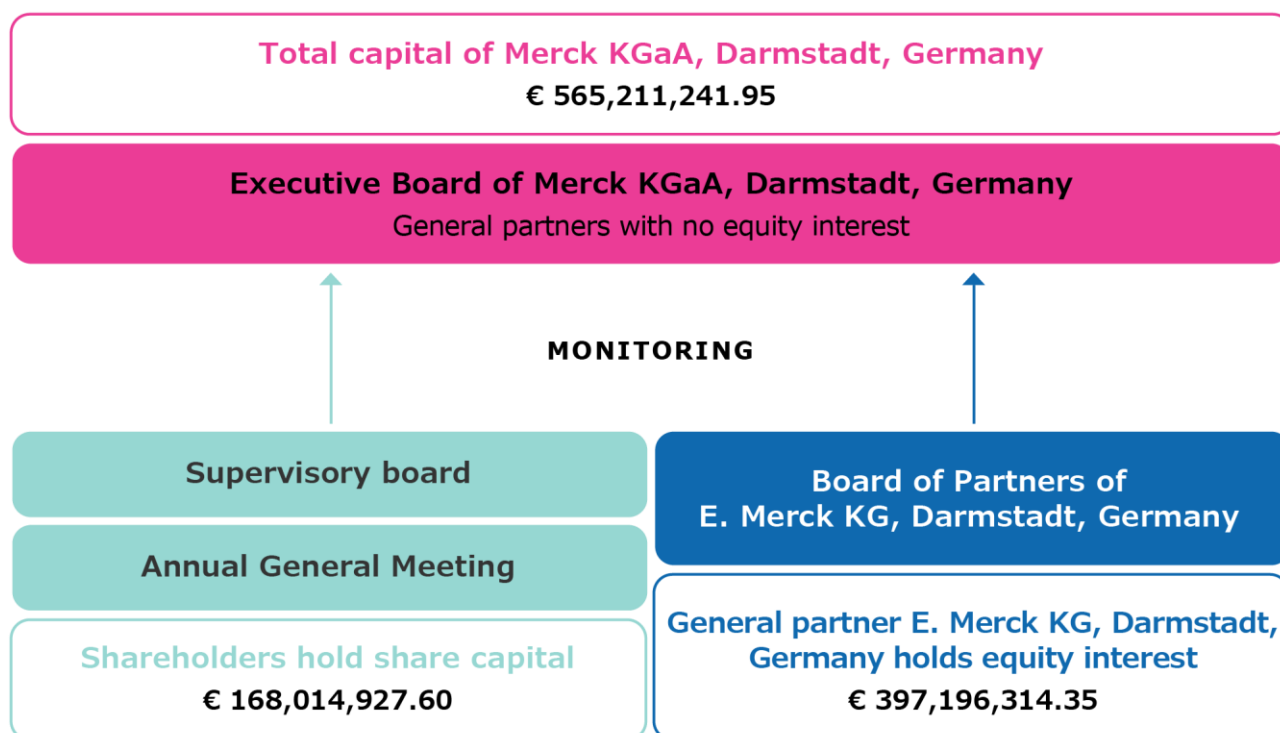 Total capital of Merck KGaA, Darmstadt, Germany
€ 565,211,241.95
Executive Board of Merck KGaA, Darmstadt, Germany
General partners with no equity interest
MONITORING
Supervisory board
Annual General Meeting
Shareholders hold share capital
€ 168,014,927.60
Board of Partners of
E. Merck KG, Darmstadt, Germany
General partner E. Merck KG, Darmstadt,
Germany holds equity interest
€ 397,196,314.35